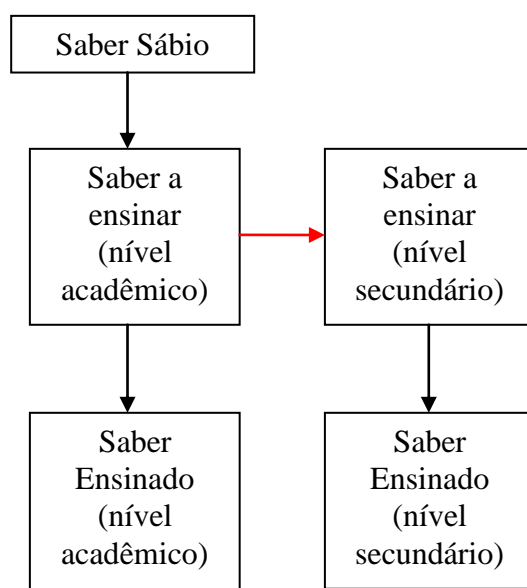 Saber Sábio
Saber a
ensinar
(nível
acadêmico)
Saber a
ensinar
(nível
secundário)
Saber
Ensinado
(nível
acadêmico)
Saber
Ensinado
(nível
secundário)